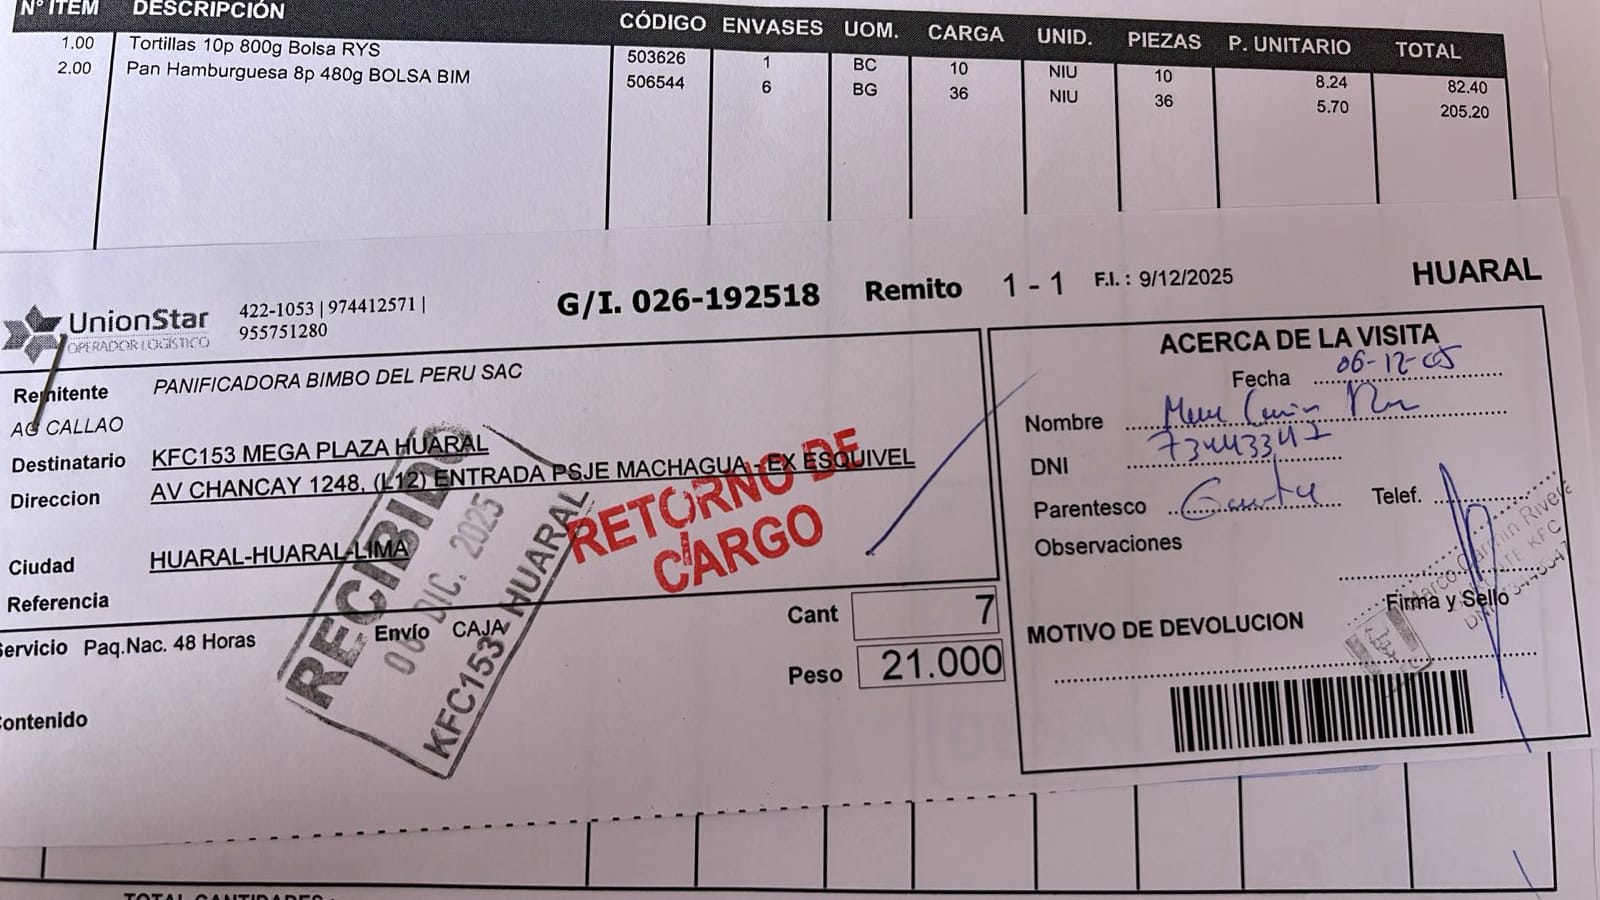 N° ITEM DESCRIPCIÓN CÓDIGO ENVASES UOM. CARGA UNID. PIEZAS P. UNITARIO TOTAL
1.00 Tortillas 10p 800g Bolsa RYS 503626 1 BC 10 NIU 10 8.24 82.40
2.00 Pan Hamburguesa 8p 480g BOLSA BIM 506544 6 BG 36 NIU 36 5.70 205.20
UnionStar
OPERADOR LOGÍSTICO
422-1053 | 974412571 |
955751280
G/I. 026-192518 Remito 1 - 1 F.I. : 9/12/2025 HUARAL
Remitente PANIFICADORA BIMBO DEL PERU SAC
AG CALLAO
Destinatario KFC153 MEGA PLAZA HUARAL
Direccion AV CHANCAY 1248, (L12) ENTRADA PSJE MACHAGUA - EX ESQUIVEL
Ciudad HUARAL-HUARAL-LIMA
Referencia
Servicio Paq.Nac. 48 Horas Envío CAJA
Contenido
Cant 7
Peso 21.000
RECIBIDO
06 DIC. 2025
KFC153 - HUARAL
RETORNO DE
CARGO
ACERCA DE LA VISITA
Fecha 06-12-
Nombre
DNI
Parentesco Telef.
Observaciones
Firma y Sello
MOTIVO DE DEVOLUCION
TOTAL CANTIDADES :